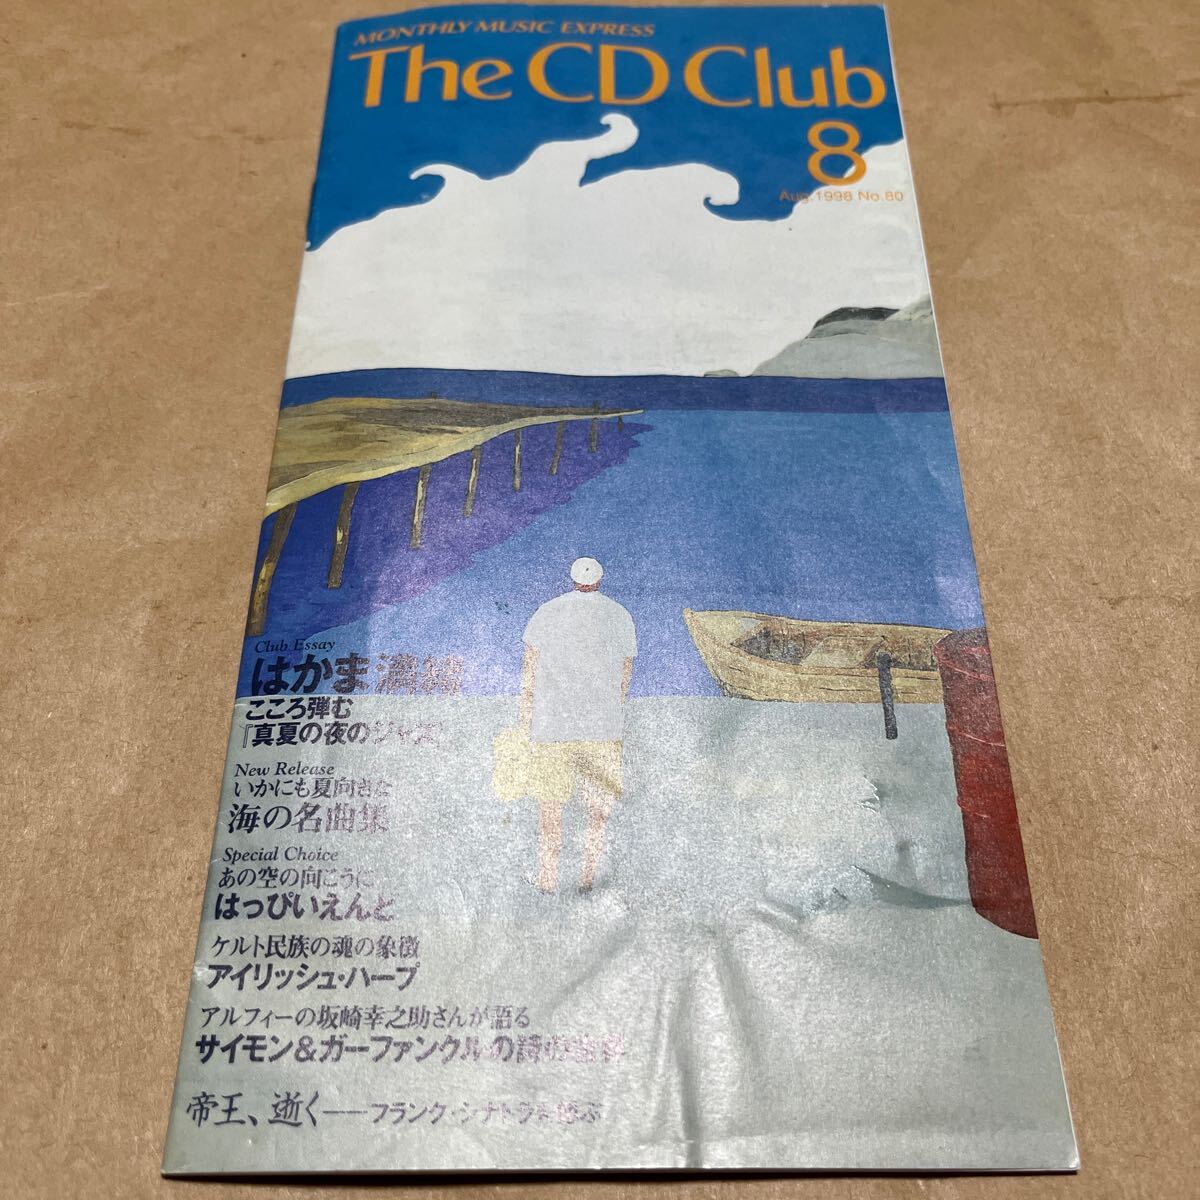 MONTHLY MUSIC EXPRESS
The CD Club
8
Aug.1998 No.80
Club Essay
はかま満緒
こころ弾む
『真夏の夜のジャズ』
New Release
いかにも夏向きな
海の名曲集
Special Choice
あの空の向こうに
はっぴいえんど
ケルト民族の魂の象徴
アイリッシュ・ハープ
アルフィーの坂崎幸之助さんが語る
サイモン&ガーファンクルの詩の世界
帝王、逝く──フランク・シナトラを偲ぶ